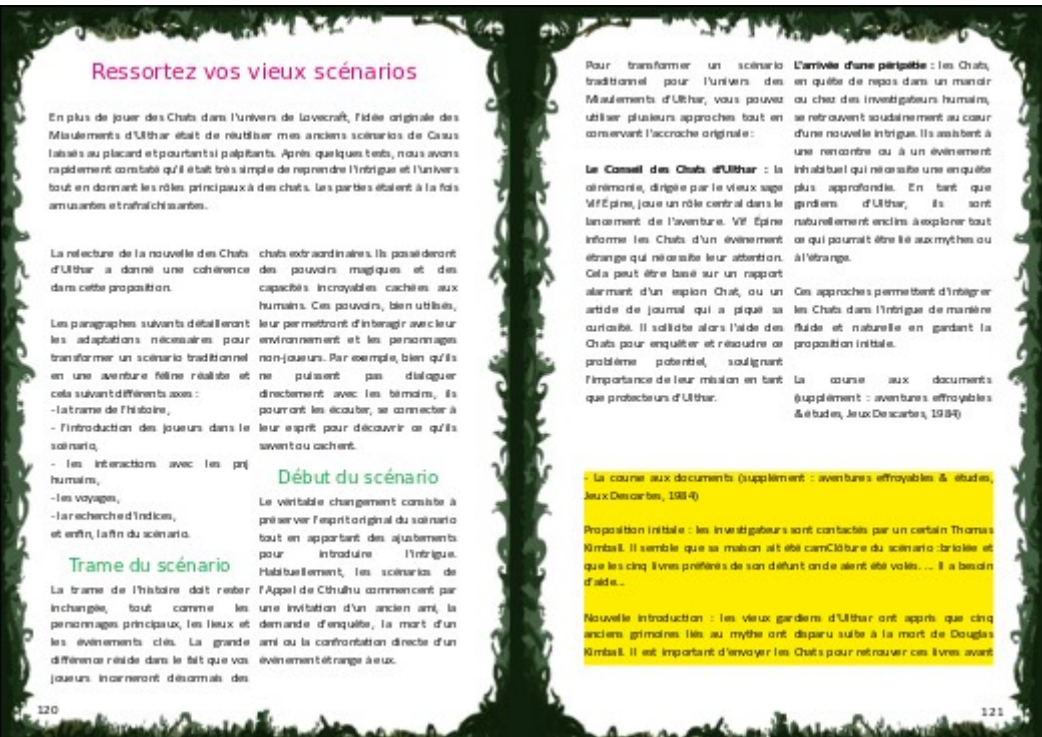 Ressortez vos vieux scénarios
En plus de jouer des Chats dans l'univers de Lovecraft, l'idée originale des
Miaulements d'Ulthar était de réutiliser mes anciens scénarios de Casus
laissés au placard et pourtant si palpitants. Après quelques tests, nous avons
rapidement constaté qu'il était très simple de reprendre l'intrigue et l'univers
tout en donnant les rôles principaux à des chats. Les parties étaient à la fois
amusantes et rafraîchissantes.
La relecture de la nouvelle des Chats
d'Ulthar a donné une cohérence
dans cette proposition.
Les paragraphes suivants détailleront
les adaptations nécessaires pour
transformer un scénario traditionnel
en une aventure féline réaliste et
cela suivant différents axes :
- la trame de l'histoire,
- l'introduction des joueurs dans le
scénario,
- les interactions avec les pnj
humains,
- les voyages,
- la recherche d'indices,
et enfin, la fin du scénario.
Trame du scénario
La trame de l'histoire doit rester
inchangée, tout comme les
personnages principaux, les lieux et
les événements clés. La grande
différence réside dans le fait que vos
joueurs incarneront désormais des
chats extraordinaires. Ils posséderont
des pouvoirs magiques et des
capacités incroyables cachées aux
humains. Ces pouvoirs, bien utilisés,
leur permettront d'interagir avec leur
environnement et les personnages
non-joueurs. Par exemple, bien qu'ils
ne puissent pas dialoguer
directement avec les témoins, ils
pourront les écouter, se connecter à
leur esprit pour découvrir ce qu'ils
savent ou cachent.
Début du scénario
Le véritable changement consiste à
préserver l'esprit original du scénario
tout en apportant des ajustements
pour introduire l'intrigue.
Habituellement, les scénarios de
l'Appel de Cthulhu commencent par
une invitation d'un ancien ami, la
demande d'enquête, la mort d'un
ami ou la confrontation directe d'un
événement étrange à eux.
120
Pour transformer un scénario
traditionnel pour l'univers des
Miaulements d'Ulthar, vous pouvez
utiliser plusieurs approches tout en
conservant l'accroche originale :
Le Conseil des Chats d'Ulthar : la
cérémonie, dirigée par le vieux sage
Vif Épine, joue un rôle central dans le
lancement de l'aventure. Vif Épine
informe les Chats d'un événement
étrange qui nécessite leur attention.
Cela peut être basé sur un rapport
alarmant d'un espion Chat, ou un
article de journal qui a piqué sa
curiosité. Il sollicite alors l'aide des
Chats pour enquêter et résoudre ce
problème potentiel, soulignant
l'importance de leur mission en tant
que protecteurs d'Ulthar.
L'arrivée d'une péripétie : les Chats,
en quête de repos dans un manoir
ou chez des investigateurs humains,
se retrouvent soudainement au cœur
d'une nouvelle intrigue. Ils assistent à
une rencontre ou à un événement
inhabituel qui nécessite une enquête
plus approfondie. En tant que
gardiens d'Ulthar, ils sont
naturellement enclins à explorer tout
ce qui pourrait être lié aux mythes ou
à l'étrange.
Ces approches permettent d'intégrer
les Chats dans l'intrigue de manière
fluide et naturelle en gardant la
proposition initiale.
La course aux documents
(supplément : aventures effroyables
& études, Jeux Descartes, 1984)
- La course aux documents (supplément : aventures effroyables & études,
Jeux Descartes, 1984)
Proposition initiale : les investigateurs sont contactés par un certain Thomas
Kimball. Il semble que sa maison ait été camClôture du scénario :briolée et
que les cinq livres préférés de son défunt oncle aient été volés. ... Il a besoin
d'aide...
Nouvelle introduction : les vieux gardiens d'Ulthar ont appris que cinq
anciens grimoires liés au mythe ont disparu suite à la mort de Douglas
Kimball. Il est important d'envoyer les Chats pour retrouver ces livres avant
121